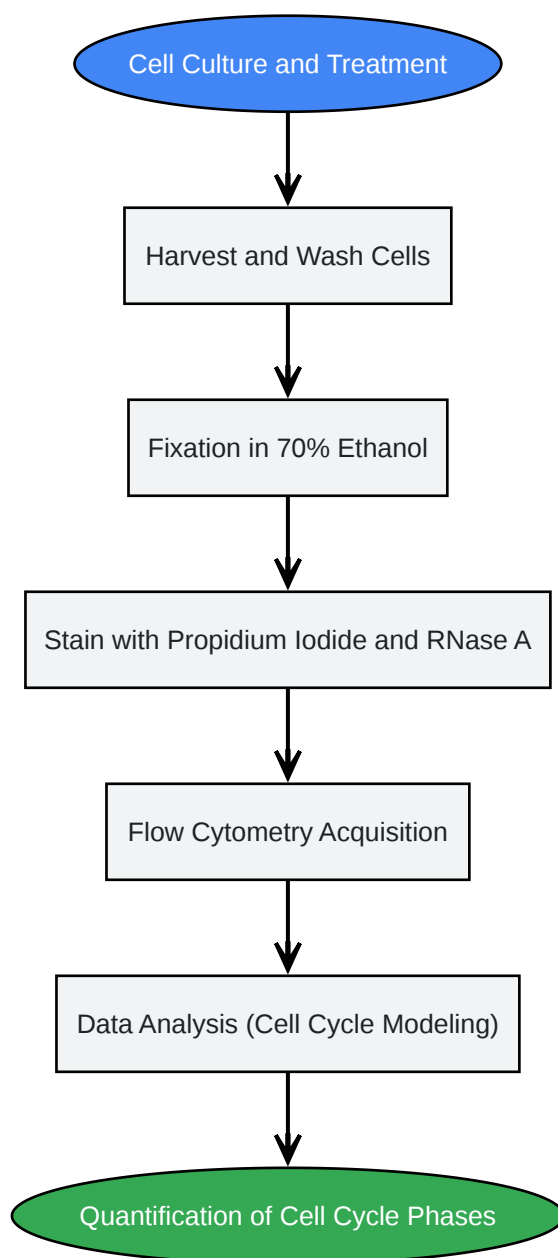 Cell Culture and Treatment
Harvest and Wash Cells
Fixation in 70% Ethanol
Stain with Propidium Iodide and RNase A
Flow Cytometry Acquisition
Data Analysis (Cell Cycle Modeling)
Quantification of Cell Cycle Phases